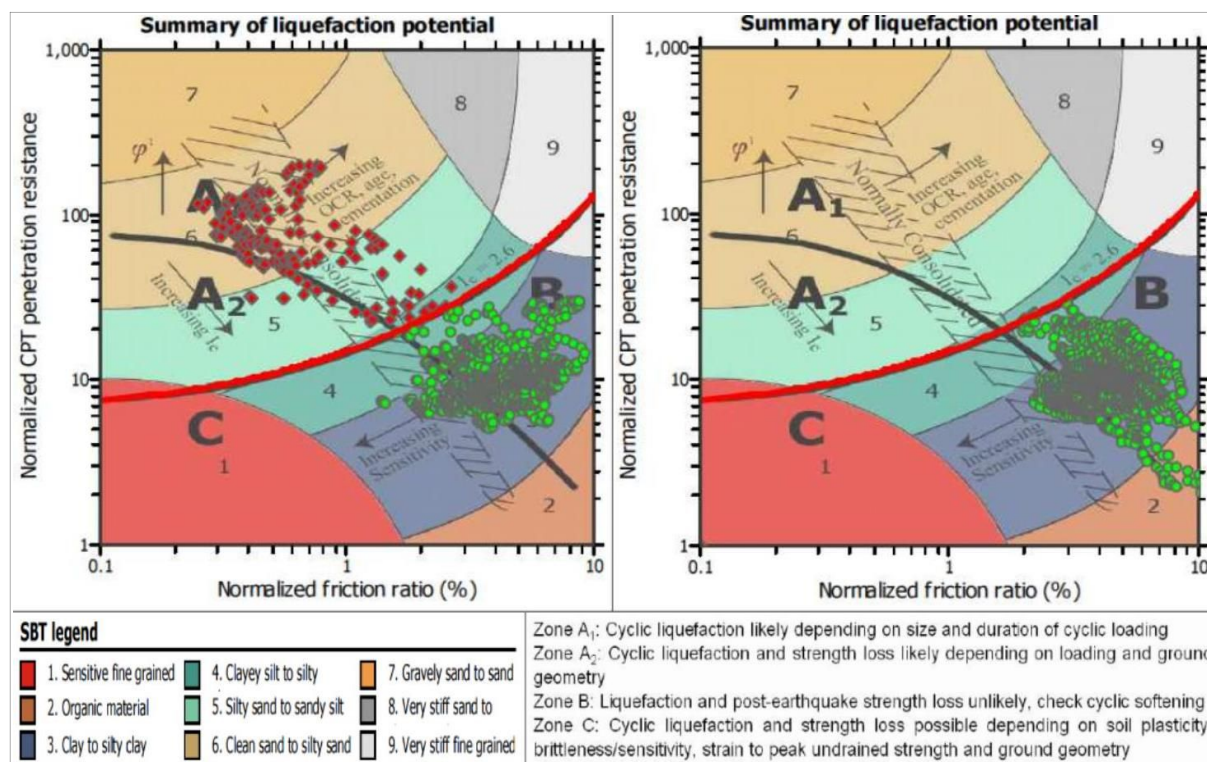 Summary of liquefaction potential
Normalized CPT penetration resistance
1,000
100
10
1
7
8
9
φ'
A
6
Increasing OCR, age, cementation
Consolidated
A2
Increasing Ic
5
Ic = 2.6
B
4
C
1
Increasing Sensitivity
2
0.1
1
10
Normalized friction ratio (%)
Summary of liquefaction potential
Normalized CPT penetration resistance
1,000
100
10
1
7
8
9
φ'
A1
6
Normally Consolidated
Increasing OCR, age, cementation
A2
Increasing Ic
5
Ic = 2.6
B
4
C
1
Increasing Sensitivity
2
0.1
1
10
Normalized friction ratio (%)
SBT legend
1. Sensitive fine grained
2. Organic material
3. Clay to silty clay
4. Clayey silt to silty
5. Silty sand to sandy silt
6. Clean sand to silty sand
7. Gravely sand to sand
8. Very stiff sand to
9. Very stiff fine grained
Zone A1: Cyclic liquefaction likely depending on size and duration of cyclic loading
Zone A2: Cyclic liquefaction and strength loss likely depending on loading and ground
geometry
Zone B: Liquefaction and post-earthquake strength loss unlikely, check cyclic softening
Zone C: Cyclic liquefaction and strength loss possible depending on soil plasticity
brittleness/sensitivity, strain to peak undrained strength and ground geometry